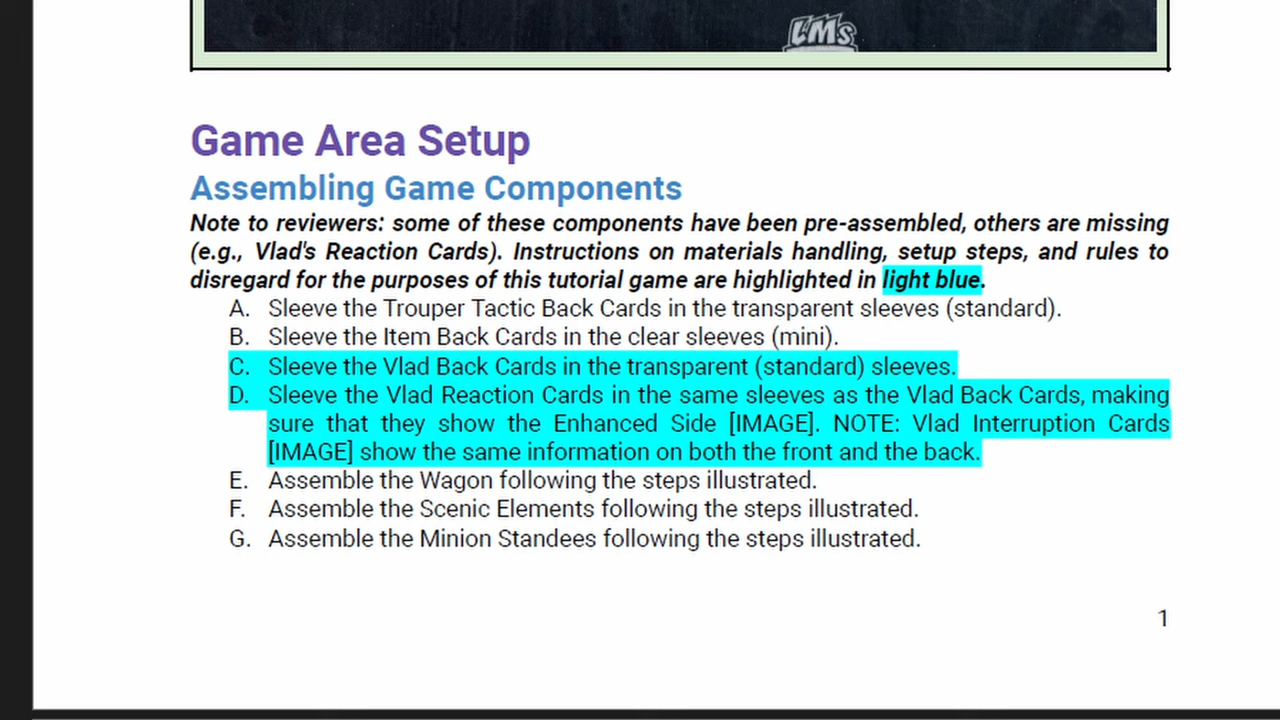 LMS
Game Area Setup
Assembling Game Components
Note to reviewers: some of these components have been pre-assembled, others are missing
(e.g., Vlad's Reaction Cards). Instructions on materials handling, setup steps, and rules to
disregard for the purposes of this tutorial game are highlighted in light blue.
A. Sleeve the Trouper Tactic Back Cards in the transparent sleeves (standard).
B. Sleeve the Item Back Cards in the clear sleeves (mini).
C. Sleeve the Vlad Back Cards in the transparent (standard) sleeves.
D. Sleeve the Vlad Reaction Cards in the same sleeves as the Vlad Back Cards, making
sure that they show the Enhanced Side [IMAGE]. NOTE: Vlad Interruption Cards
[IMAGE] show the same information on both the front and the back.
E. Assemble the Wagon following the steps illustrated.
F. Assemble the Scenic Elements following the steps illustrated.
G. Assemble the Minion Standees following the steps illustrated.
1